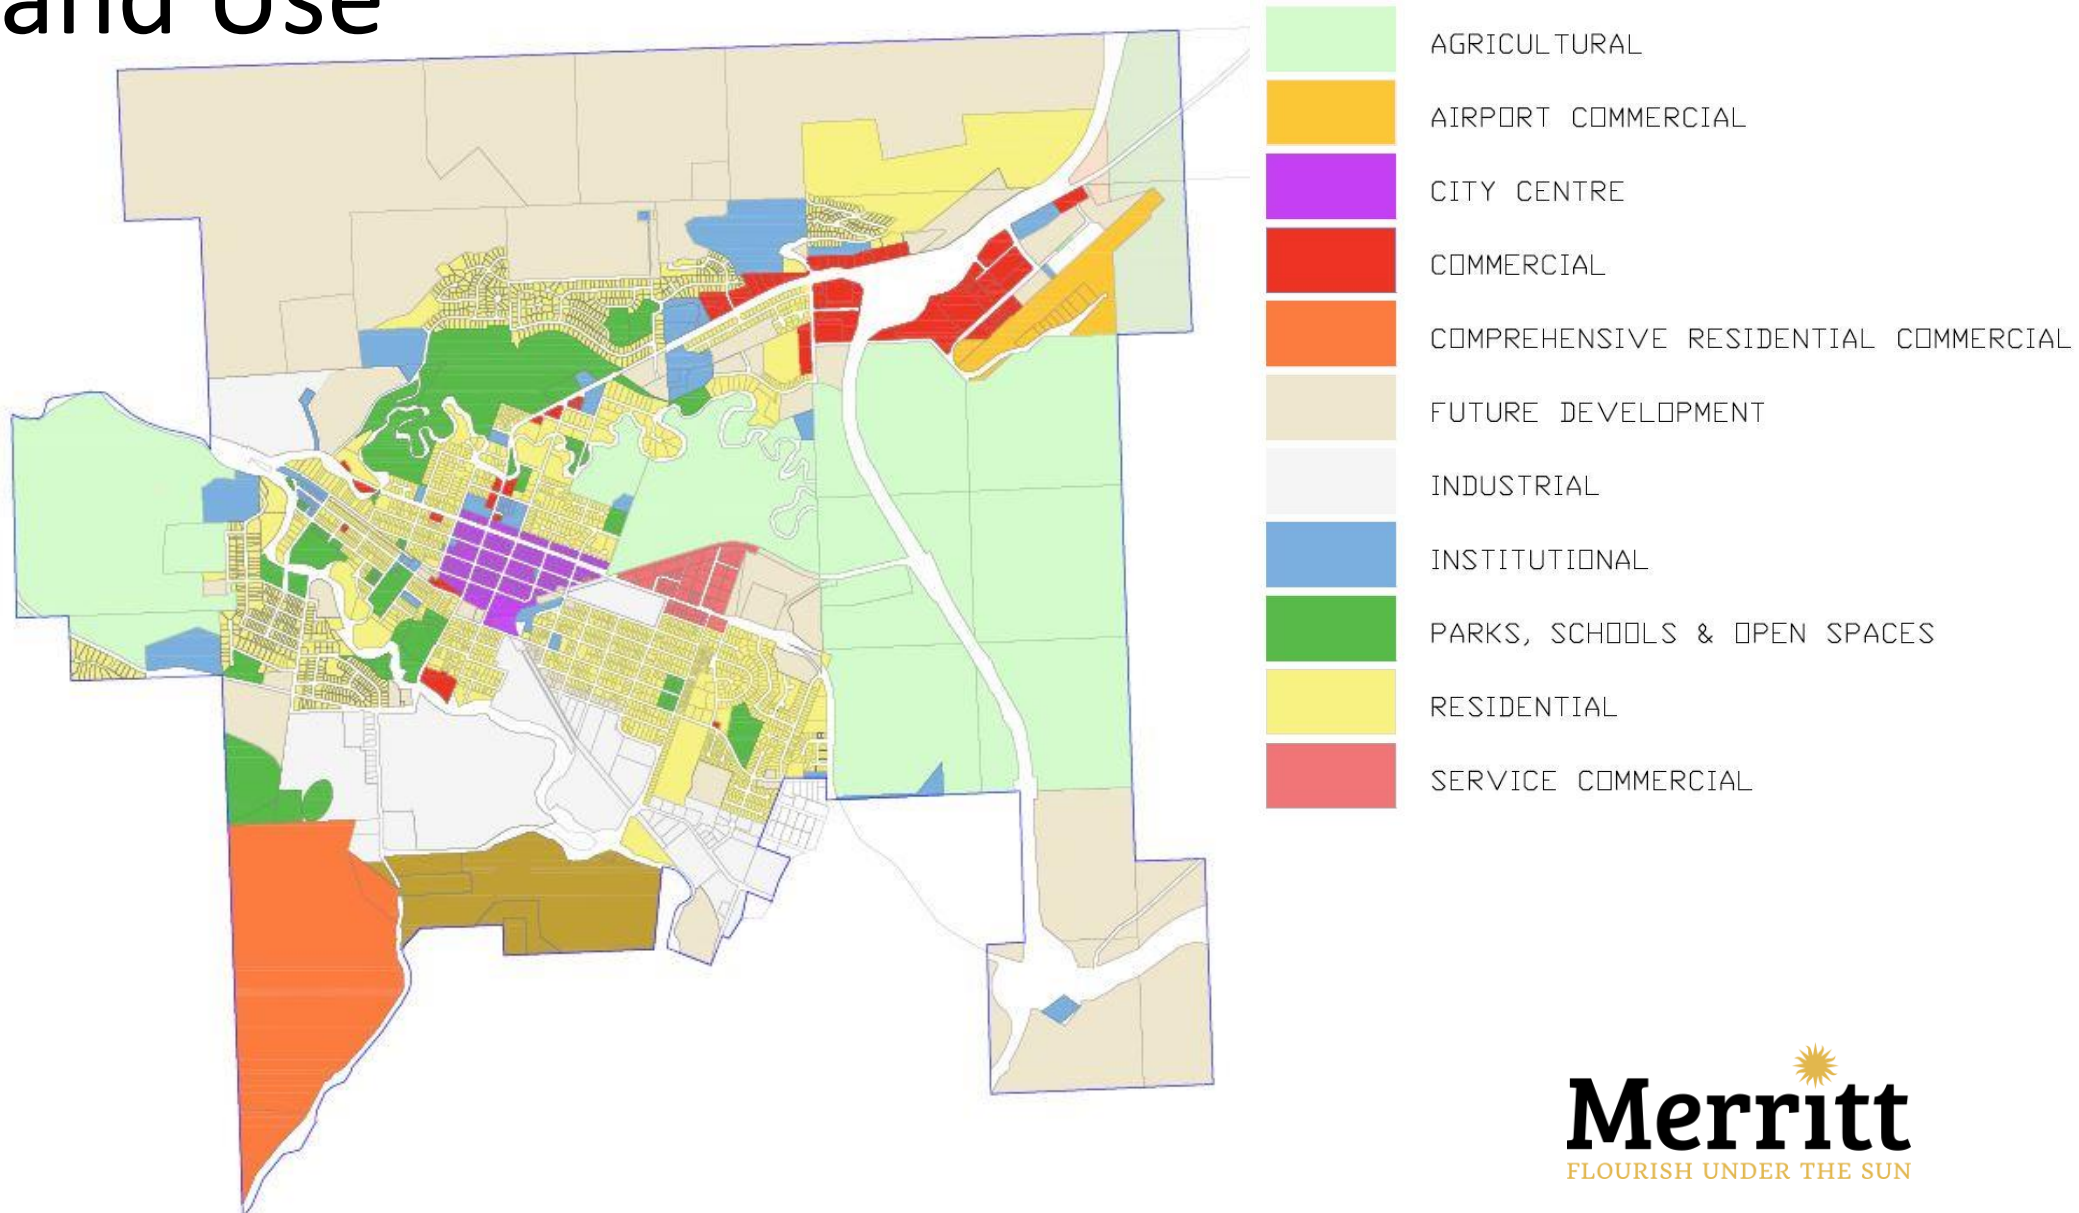 and Use
AGRICULTURAL
AIRPORT COMMERCIAL
CITY CENTRE
COMMERCIAL
COMPREHENSIVE RESIDENTIAL COMMERCIAL
FUTURE DEVELOPMENT
INDUSTRIAL
INSTITUTIONAL
PARKS, SCHOOLS & OPEN SPACES
RESIDENTIAL
SERVICE COMMERCIAL
Merritt
FLOURISH UNDER THE SUN